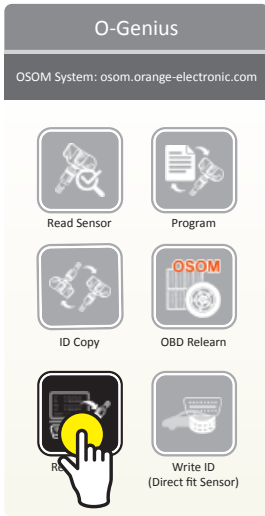 O-Genius
OSOM System: osom.orange-electronic.com
Read Sensor
Program
OSOM
ID Copy
OBD Relearn
Write ID
(Direct fit Sensor)